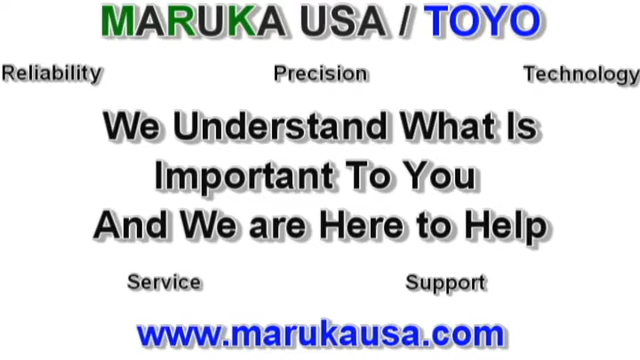 MARUKA USA / TOYO
Reliability Precision Technology
We Understand What Is
Important To You
And We are Here to Help
Service Support
www.marukausa.com